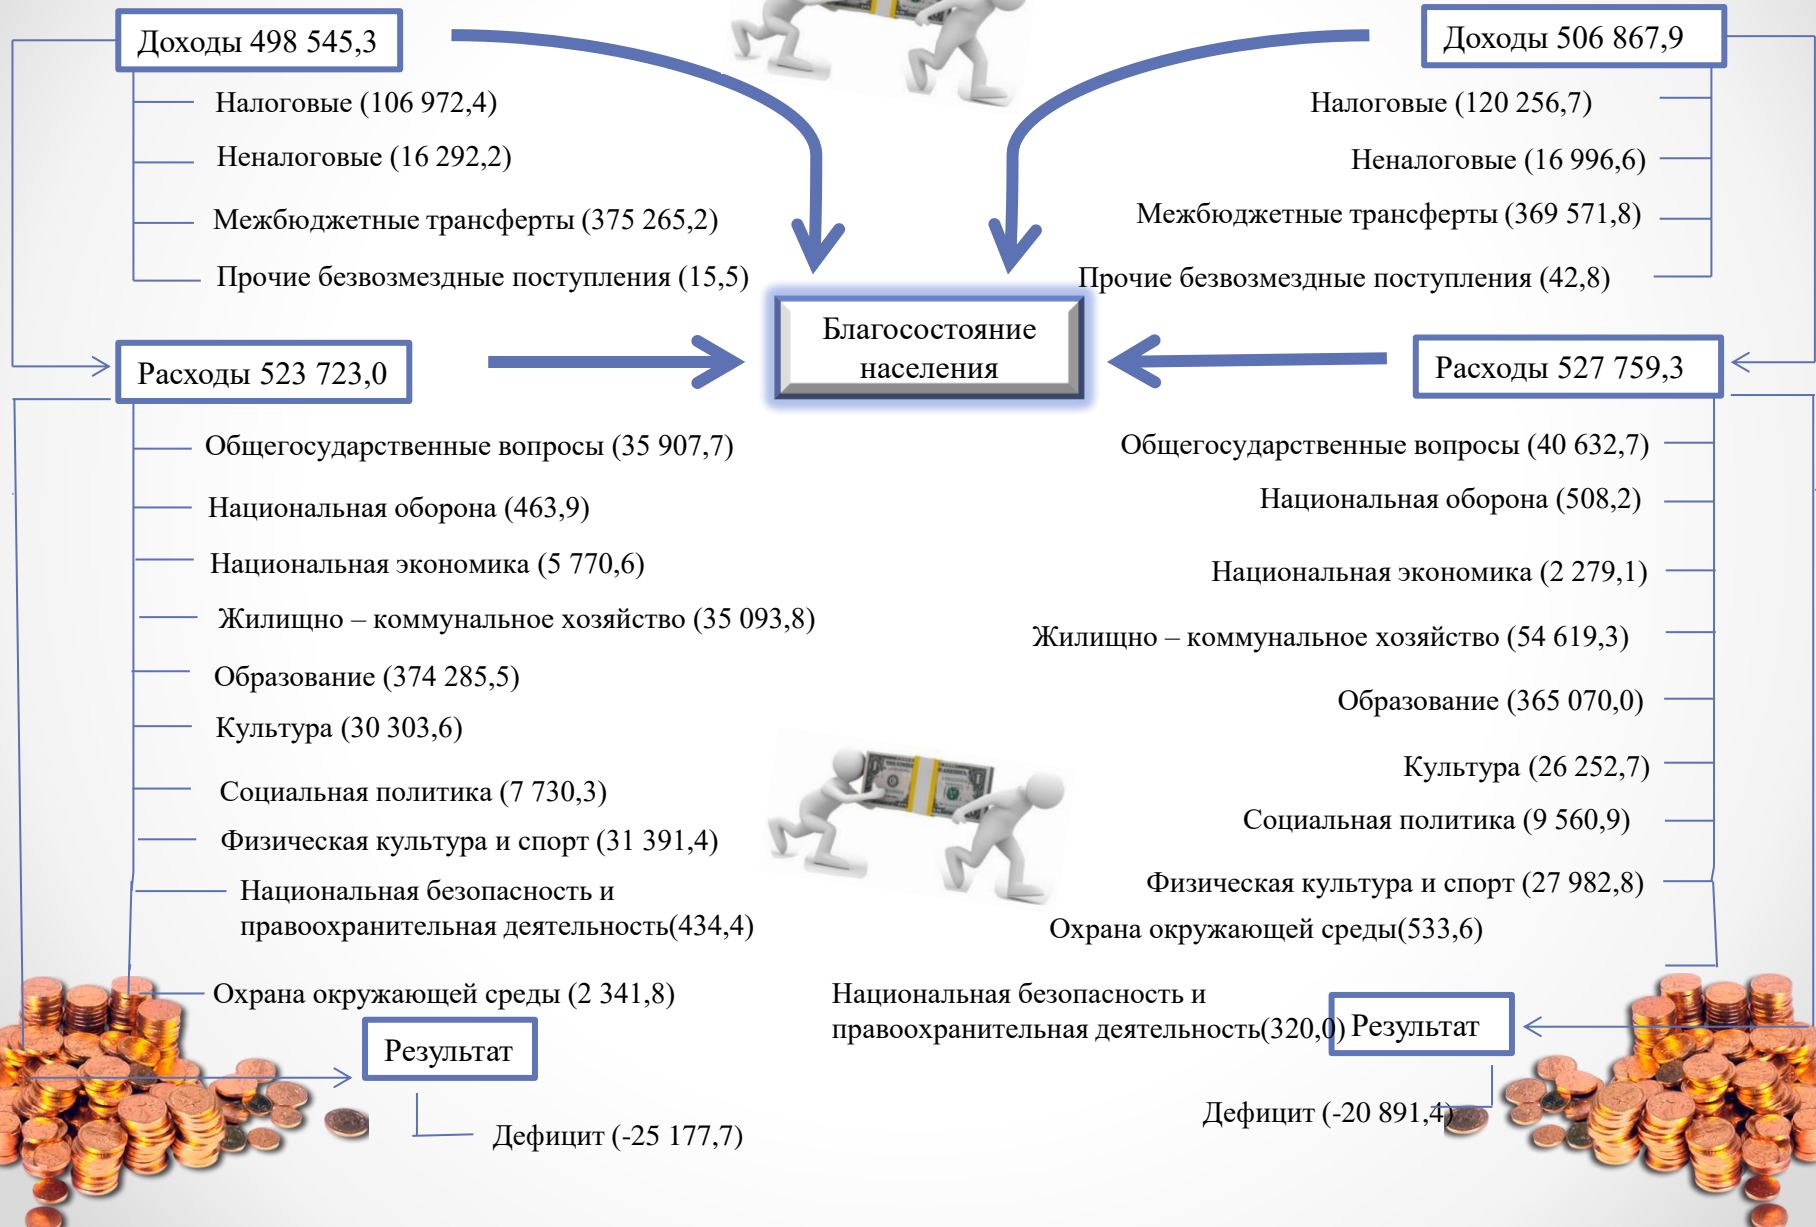 Доходы 498 545,3
Налоговые (106 972,4)
Неналоговые (16 292,2)
Межбюджетные трансферты (375 265,2)
Прочие безвозмездные поступления (15,5)
Расходы 523 723,0
Общегосударственные вопросы (35 907,7)
Национальная оборона (463,9)
Национальная экономика (5 770,6)
Жилищно – коммунальное хозяйство (35 093,8)
Образование (374 285,5)
Культура (30 303,6)
Социальная политика (7 730,3)
Физическая культура и спорт (31 391,4)
Национальная безопасность и
правоохранительная деятельность(434,4)
Охрана окружающей среды (2 341,8)
Результат
Дефицит (-25 177,7)
Благосостояние
населения
Доходы 506 867,9
Налоговые (120 256,7)
Неналоговые (16 996,6)
Межбюджетные трансферты (369 571,8)
Прочие безвозмездные поступления (42,8)
Расходы 527 759,3
Общегосударственные вопросы (40 632,7)
Национальная оборона (508,2)
Национальная экономика (2 279,1)
Жилищно – коммунальное хозяйство (54 619,3)
Образование (365 070,0)
Культура (26 252,7)
Социальная политика (9 560,9)
Физическая культура и спорт (27 982,8)
Охрана окружающей среды(533,6)
Национальная безопасность и
правоохранительная деятельность(320,0)
Результат
Дефицит (-20 891,4)